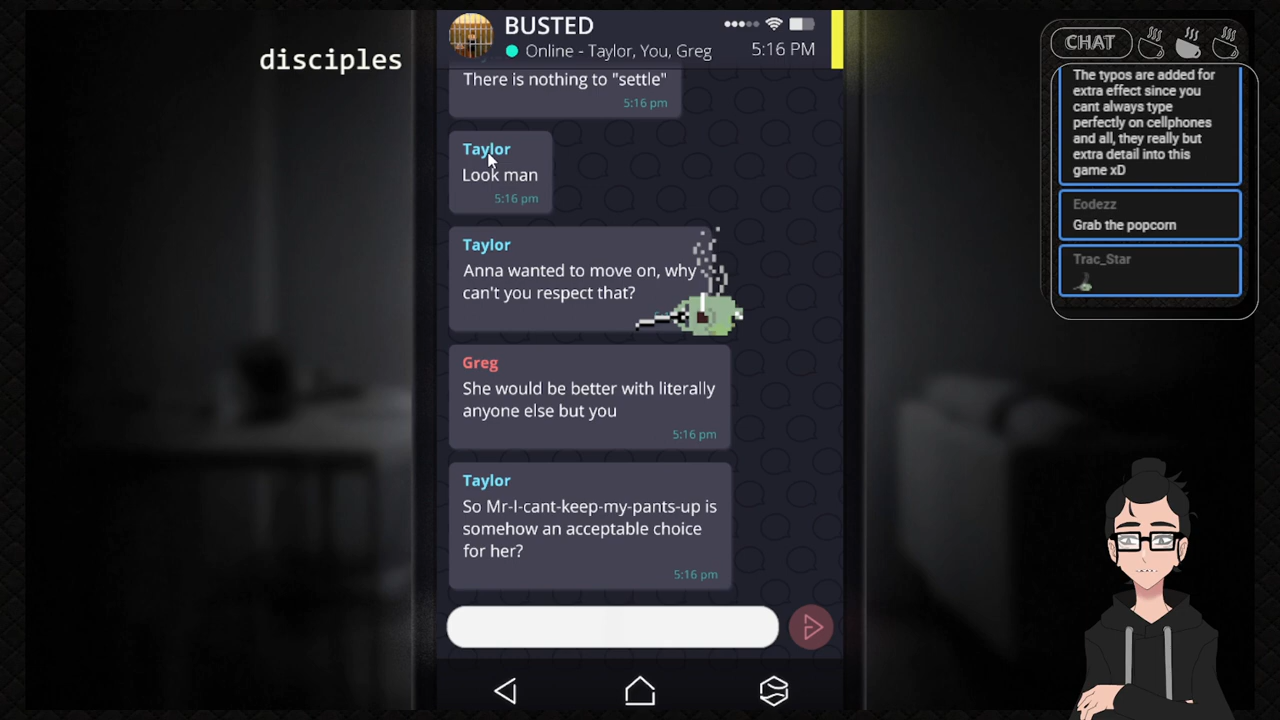 disciples
BUSTED
Online - Taylor, You, Greg
5:16 PM
There is nothing to "settle"
5:16 pm
Taylor
Look man
5:16 pm
Taylor
Anna wanted to move on, why
can't you respect that?
Greg
She would be better with literally
anyone else but you
5:16 pm
Taylor
So Mr-I-cant-keep-my-pants-up is
somehow an acceptable choice
for her?
5:16 pm
CHAT
The typos are added for
extra effect since you
cant always type
perfectly on cellphones
and all, they really but
extra detail into this
game xD
Eodezz
Grab the popcorn
Trac_Star